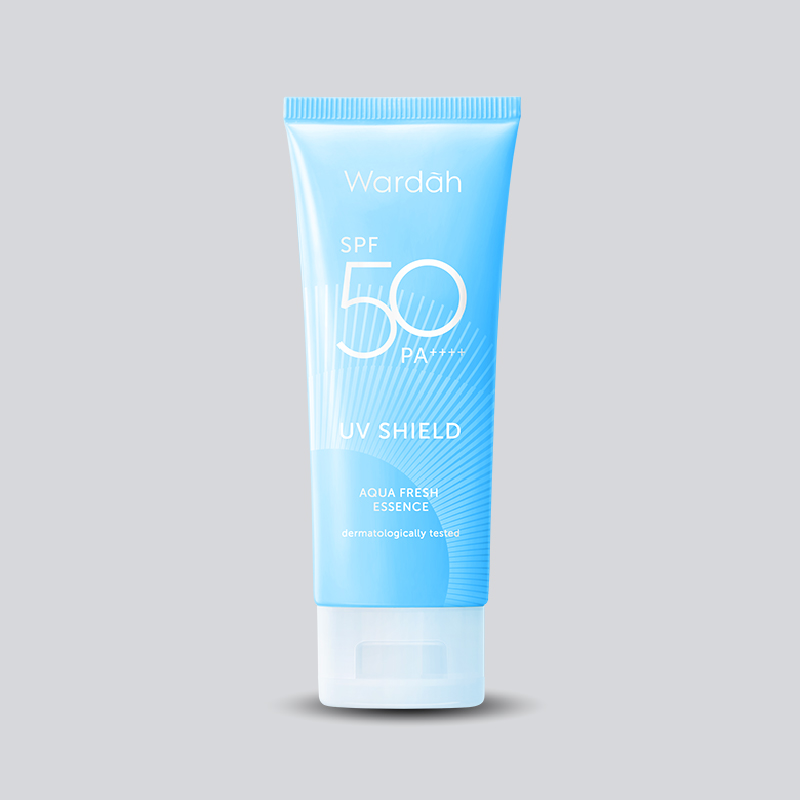 Wardāh
SPF
50
PA++++
UV SHIELD
AQUA FRESH
ESSENCE
dermatologically tested